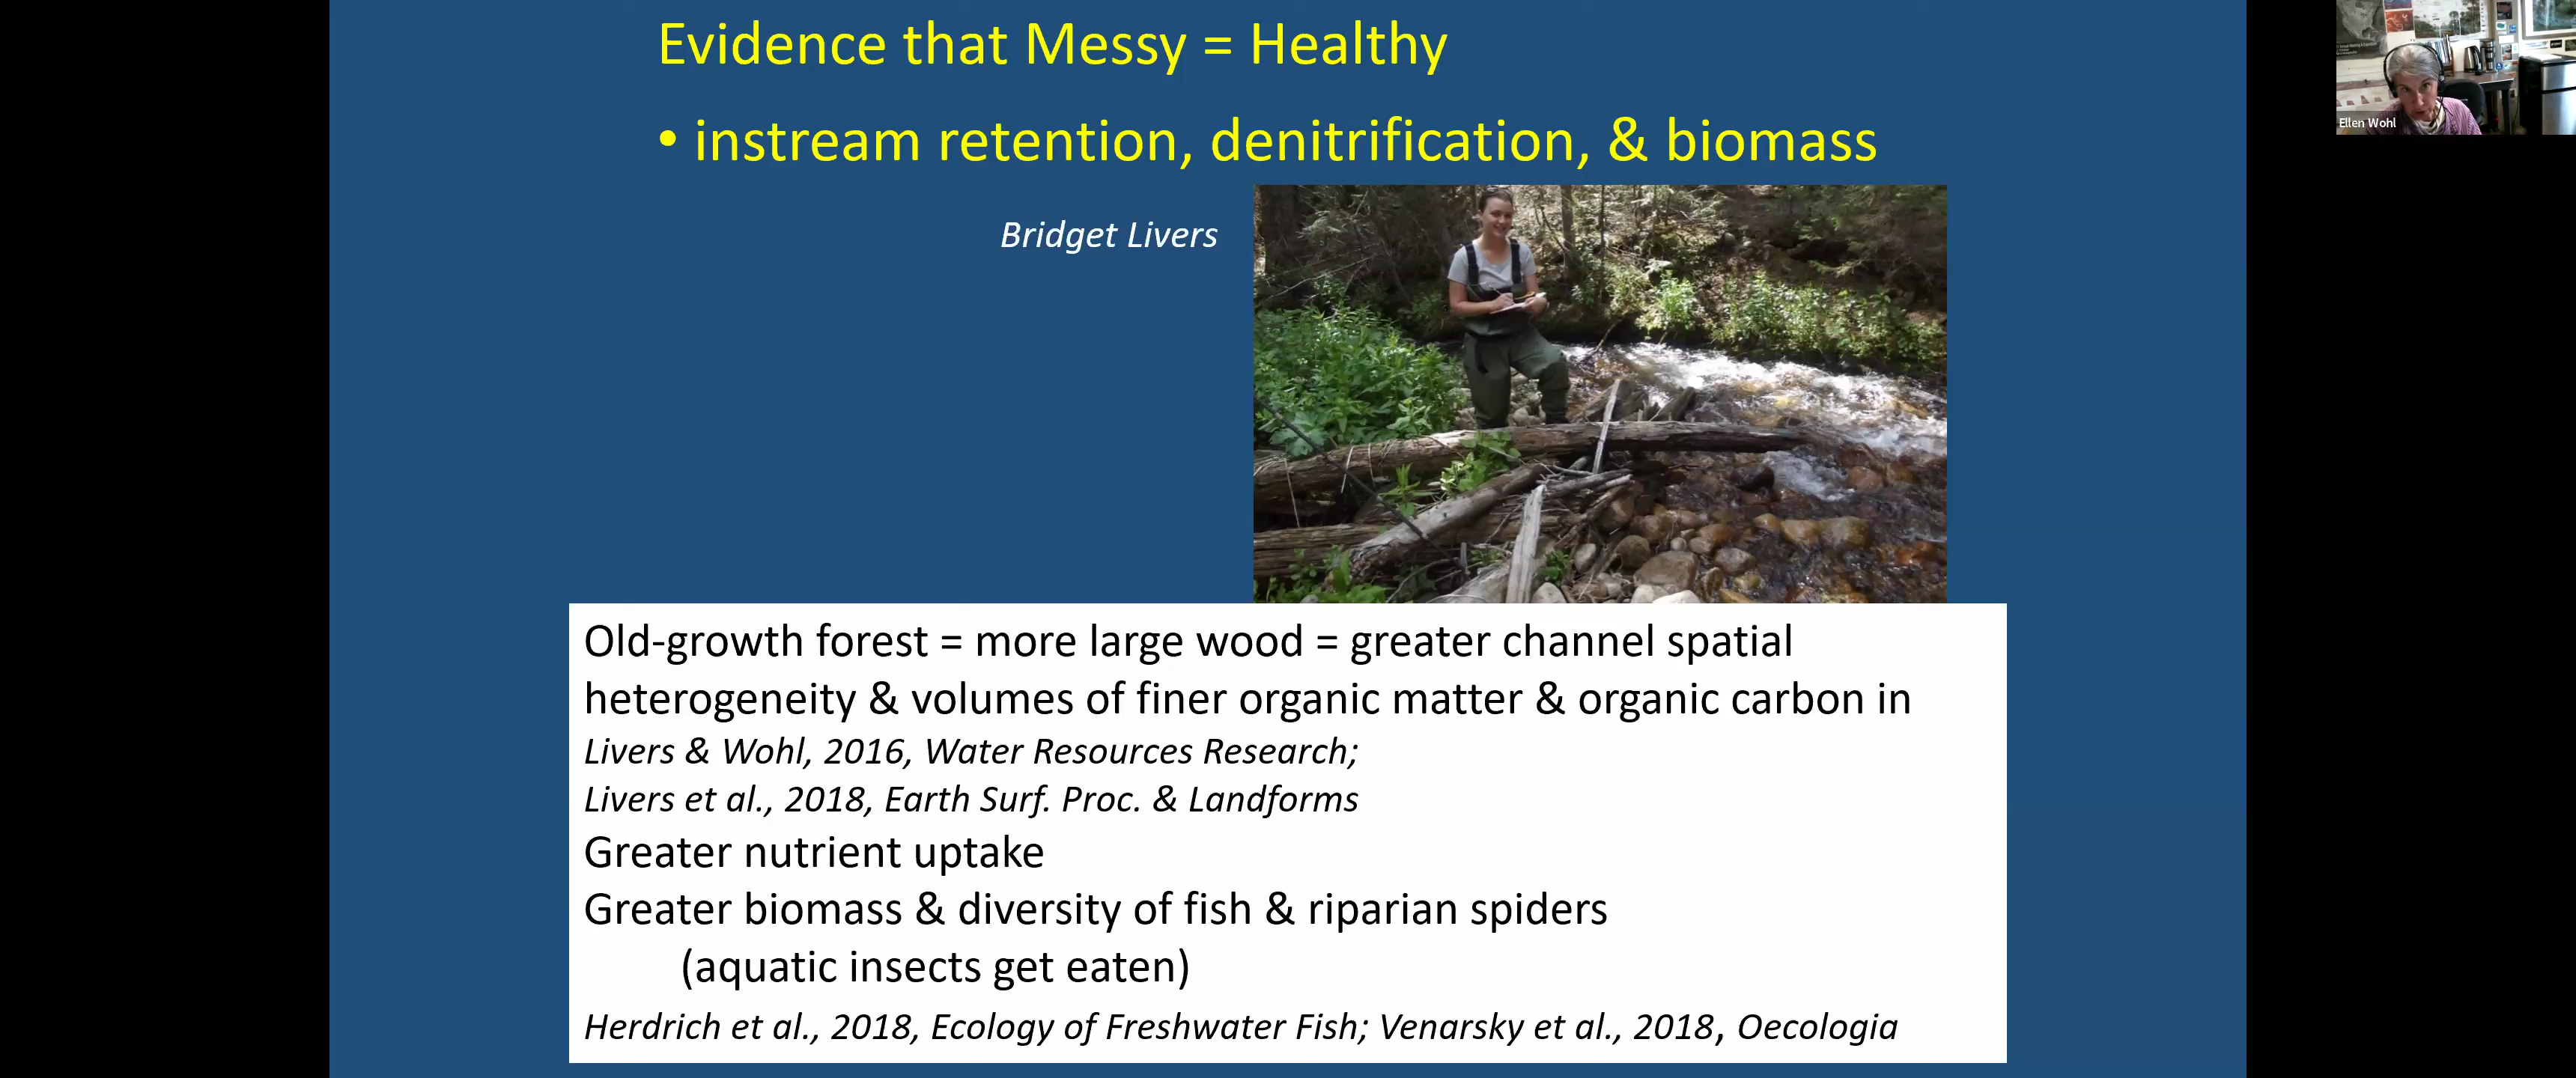 Evidence that Messy = Healthy
• instream retention, denitrification, & biomass
Ellen Wohl
Bridget Livers
Old-growth forest = more large wood = greater channel spatial
heterogeneity & volumes of finer organic matter & organic carbon in
Livers & Wohl, 2016, Water Resources Research;
Livers et al., 2018, Earth Surf. Proc. & Landforms
Greater nutrient uptake
Greater biomass & diversity of fish & riparian spiders
(aquatic insects get eaten)
Herdrich et al., 2018, Ecology of Freshwater Fish; Venarsky et al., 2018, Oecologia